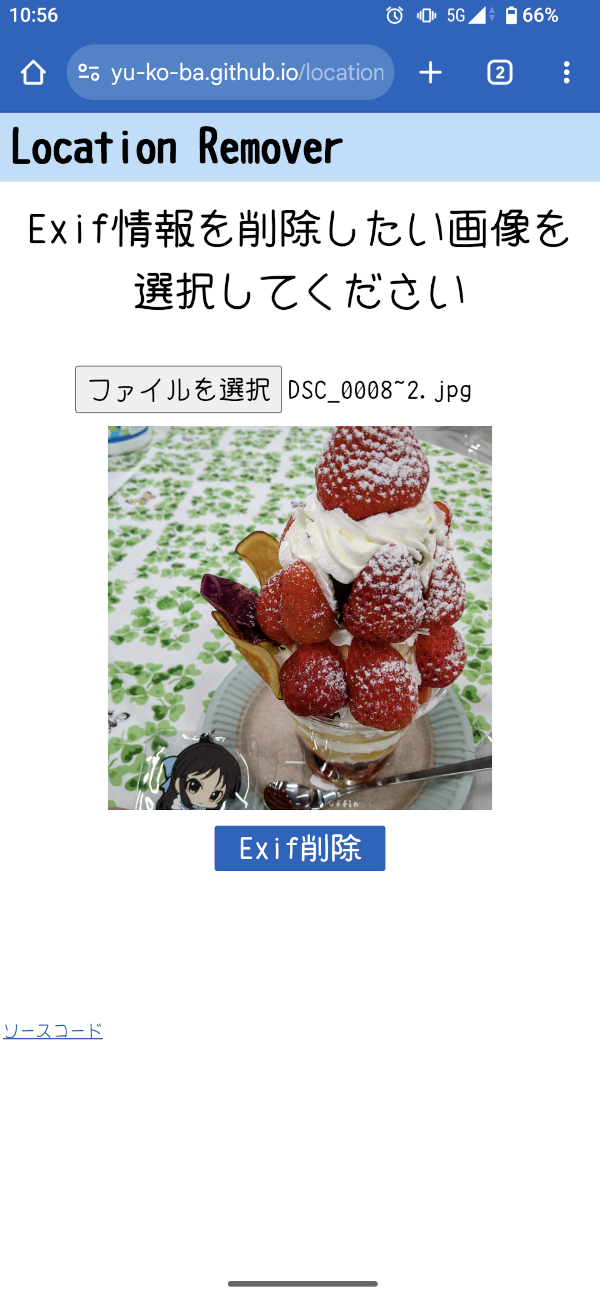 10:56
5G
66%
yu-ko-ba.github.io/location
2
Location Remover
Exif情報を削除したい画像を
選択してください
ファイルを選択 DSC_0008~2.jpg
Exif削除
ソースコード